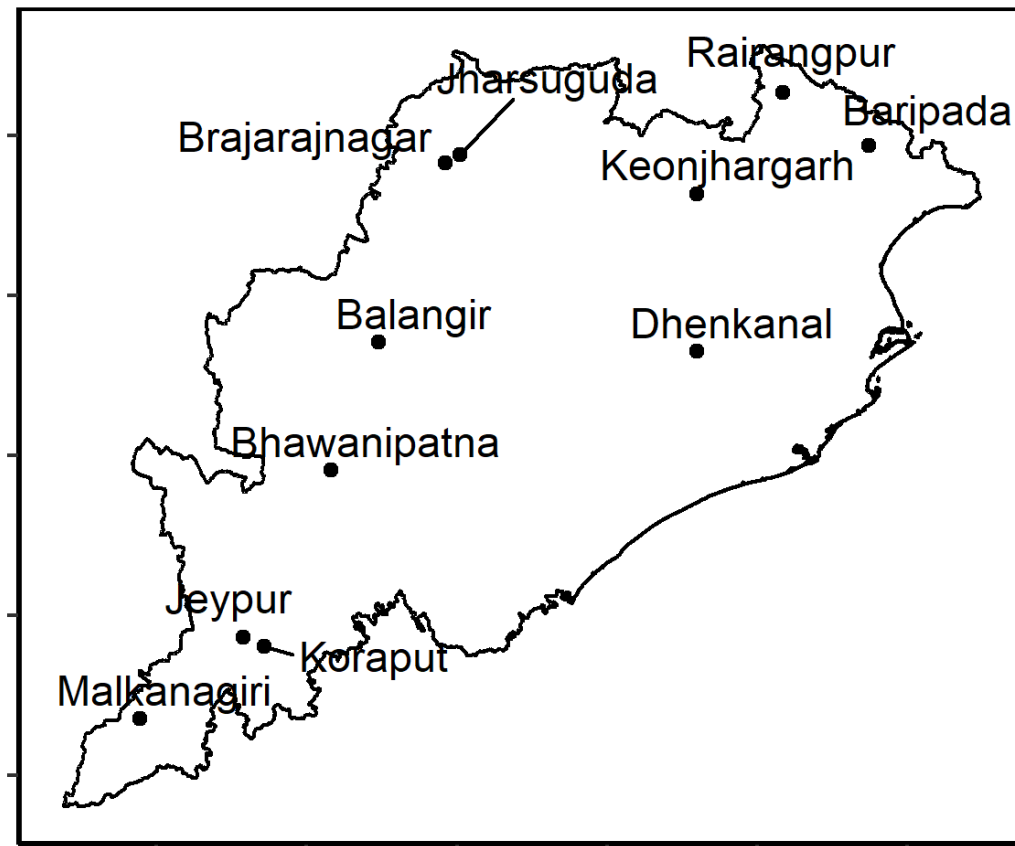 Rairangpur
Jharsuguda
Baripada
Brajarajnagar
Keonjhargarh
Balangir
Dhenkanal
Bhawanipatna
Jeypur
Koraput
Malkanagiri